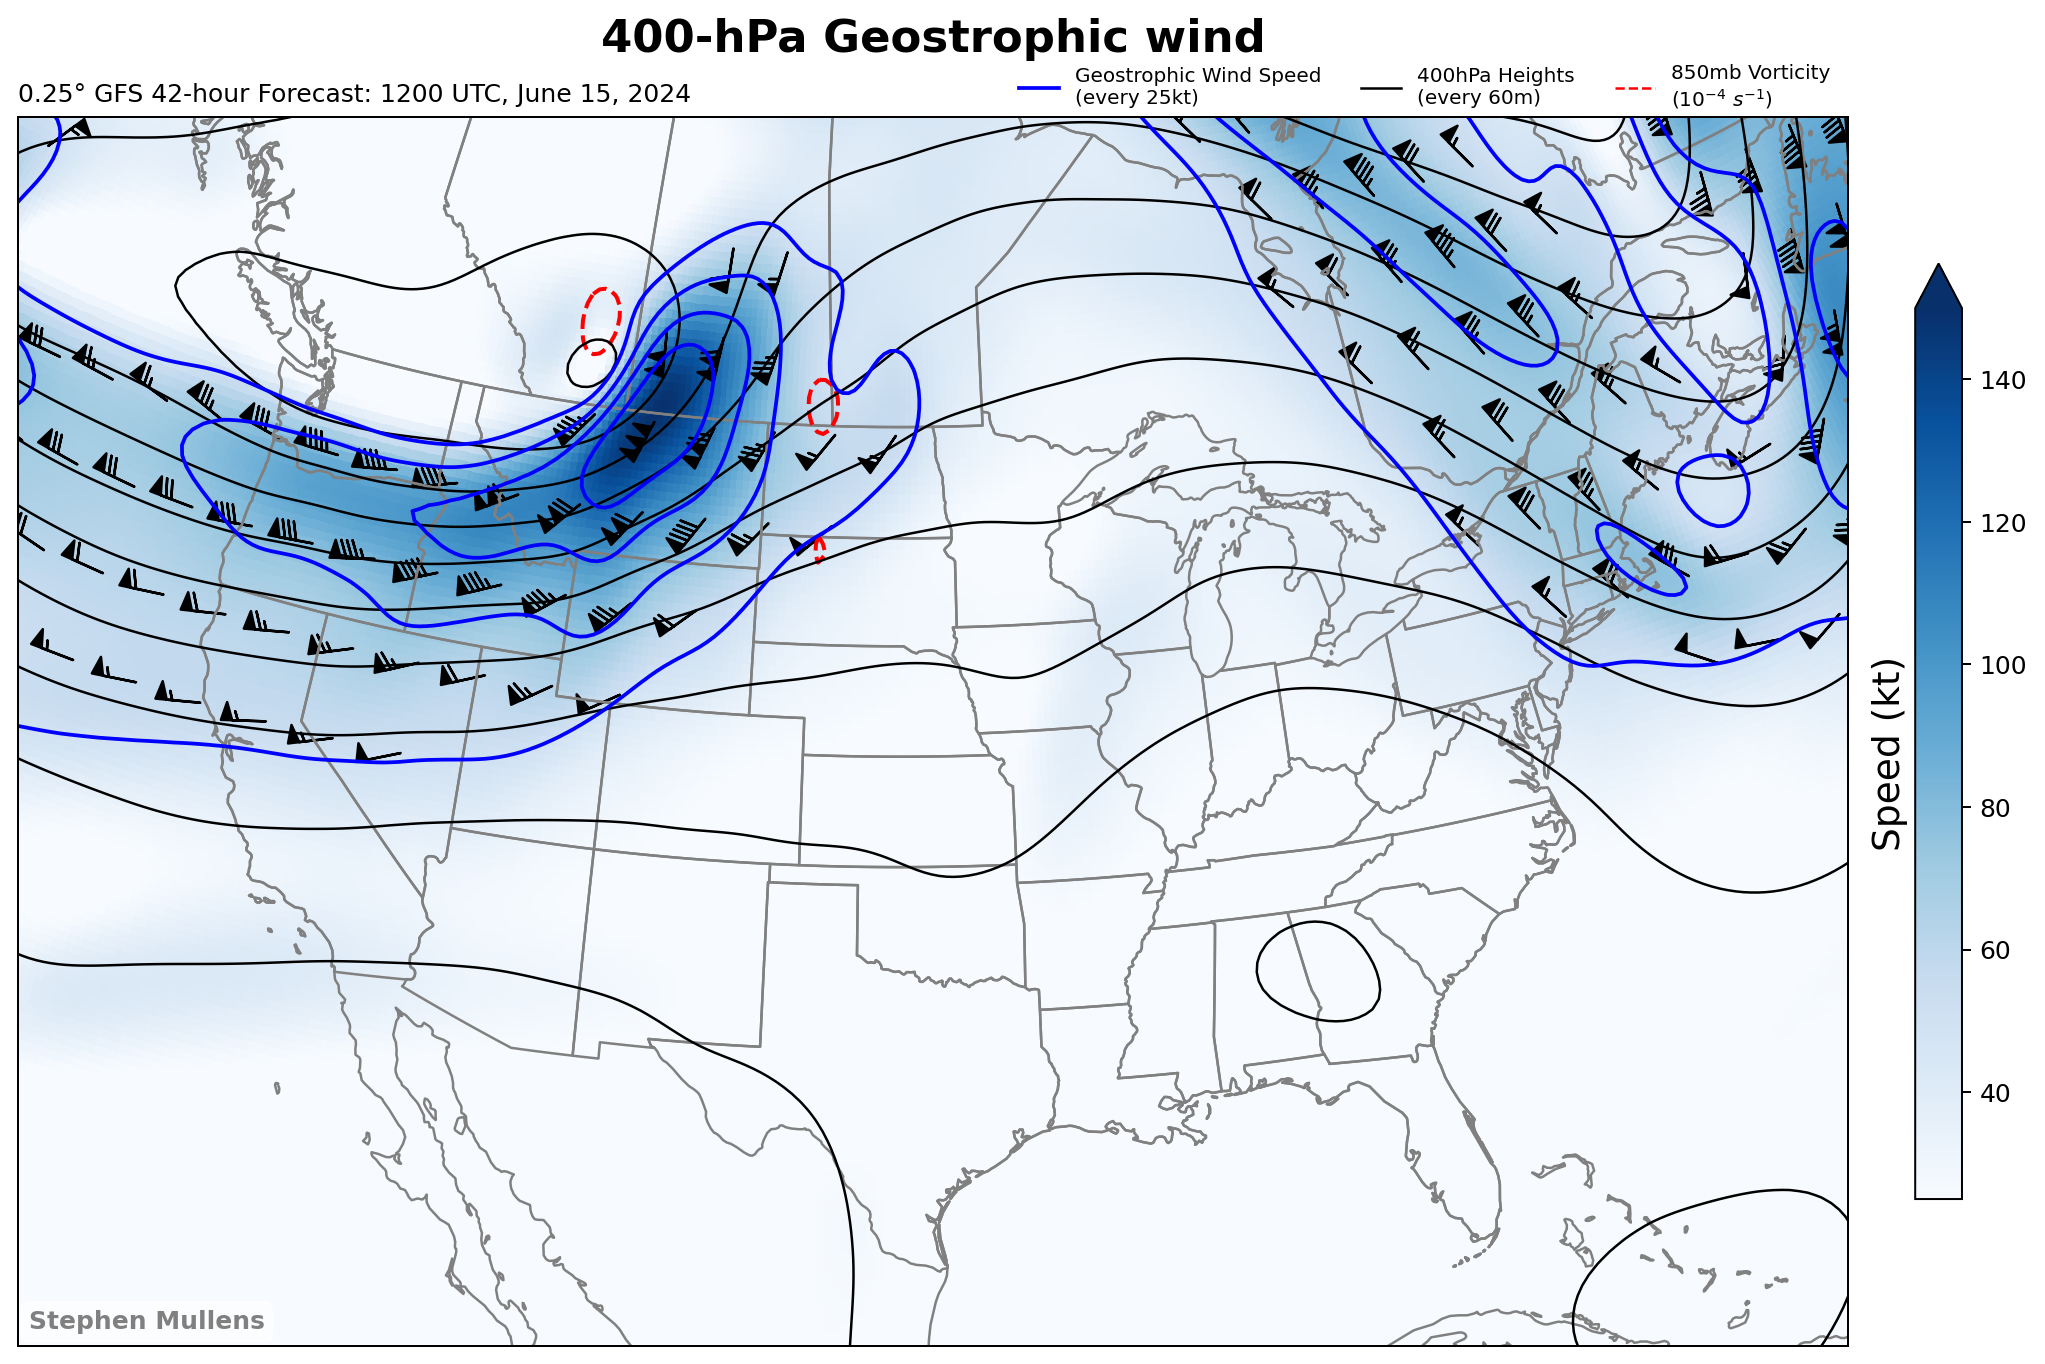 400-hPa Geostrophic wind
0.25° GFS 42-hour Forecast: 1200 UTC, June 15, 2024
Geostrophic Wind Speed
(every 25kt)
400hPa Heights
(every 60m)
850mb Vorticity
(10⁻⁴ s⁻¹)
140
120
100
80
60
40
Speed (kt)
Stephen Mullens